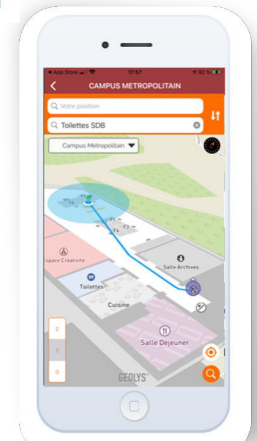 App Store 17:57 92 %
CAMPUS METROPOLITAIN
Votre position
Toilettes SDB
Campus Métropolitain
Espace Créativité
Salle Archives
Toilettes
Cuisine
Salle Dejeuner
2
1
0
GEOLYS